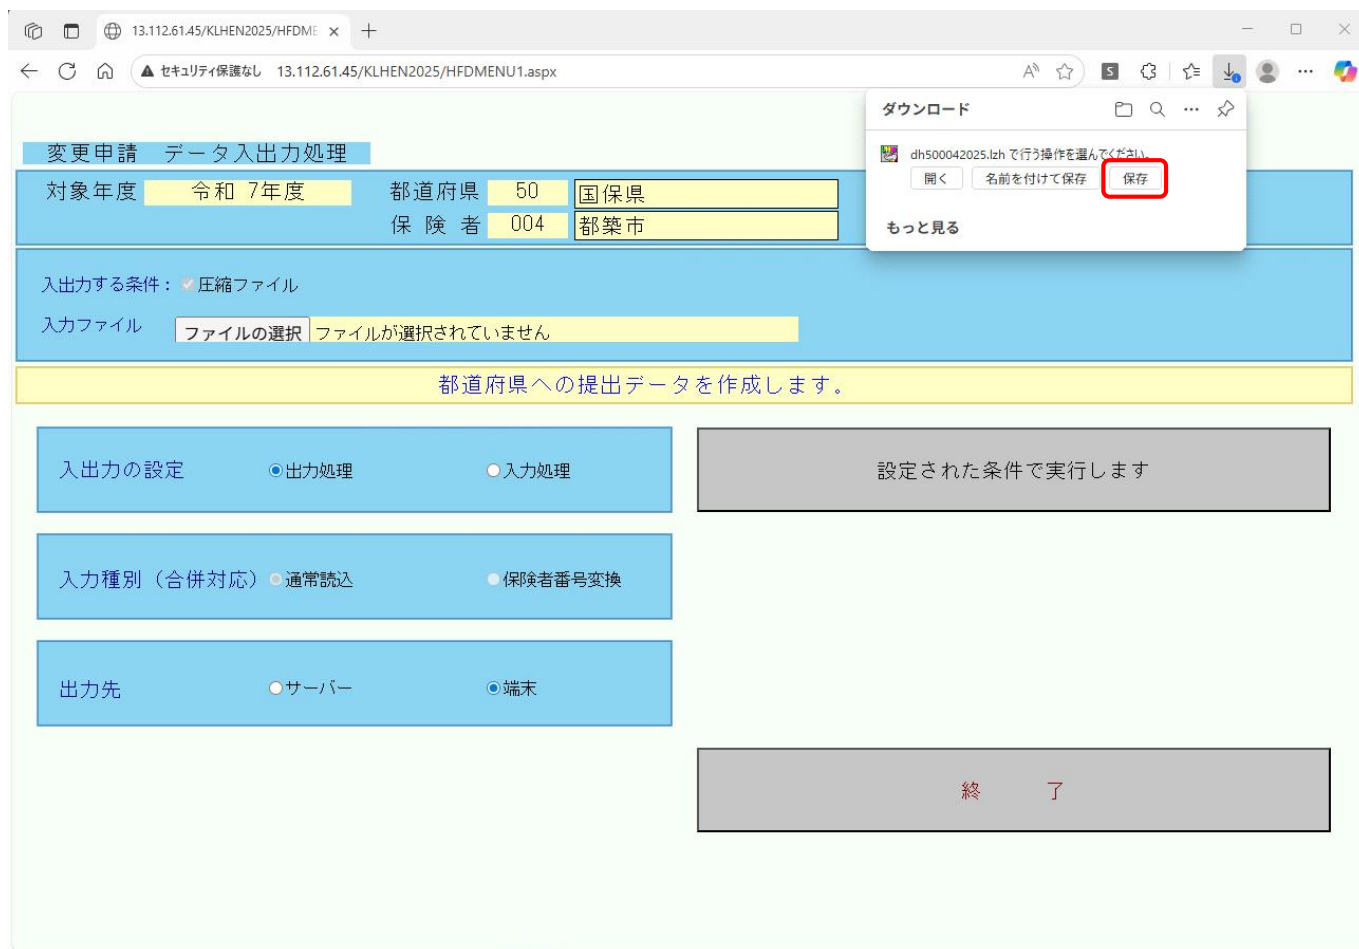 13.112.61.45/KLHEN2025/HFDME
セキュリティ保護なし 13.112.61.45/KLHEN2025/HFDMENU1.aspx
ダウンロード
dh500042025.lzh で行う操作を選んでください。
開く 名前を付けて保存 保存
もっと見る
変更申請 データ入出力処理
対象年度 令和 7年度 都道府県 50 国保県
保険者 004 都築市
入出力する条件： 圧縮ファイル
入力ファイル ファイルの選択 ファイルが選択されていません
都道府県への提出データを作成します。
入出力の設定 出力処理 入力処理
設定された条件で実行します
入力種別（合併対応） 通常読込 保険者番号変換
出力先 サーバー 端末
終 了